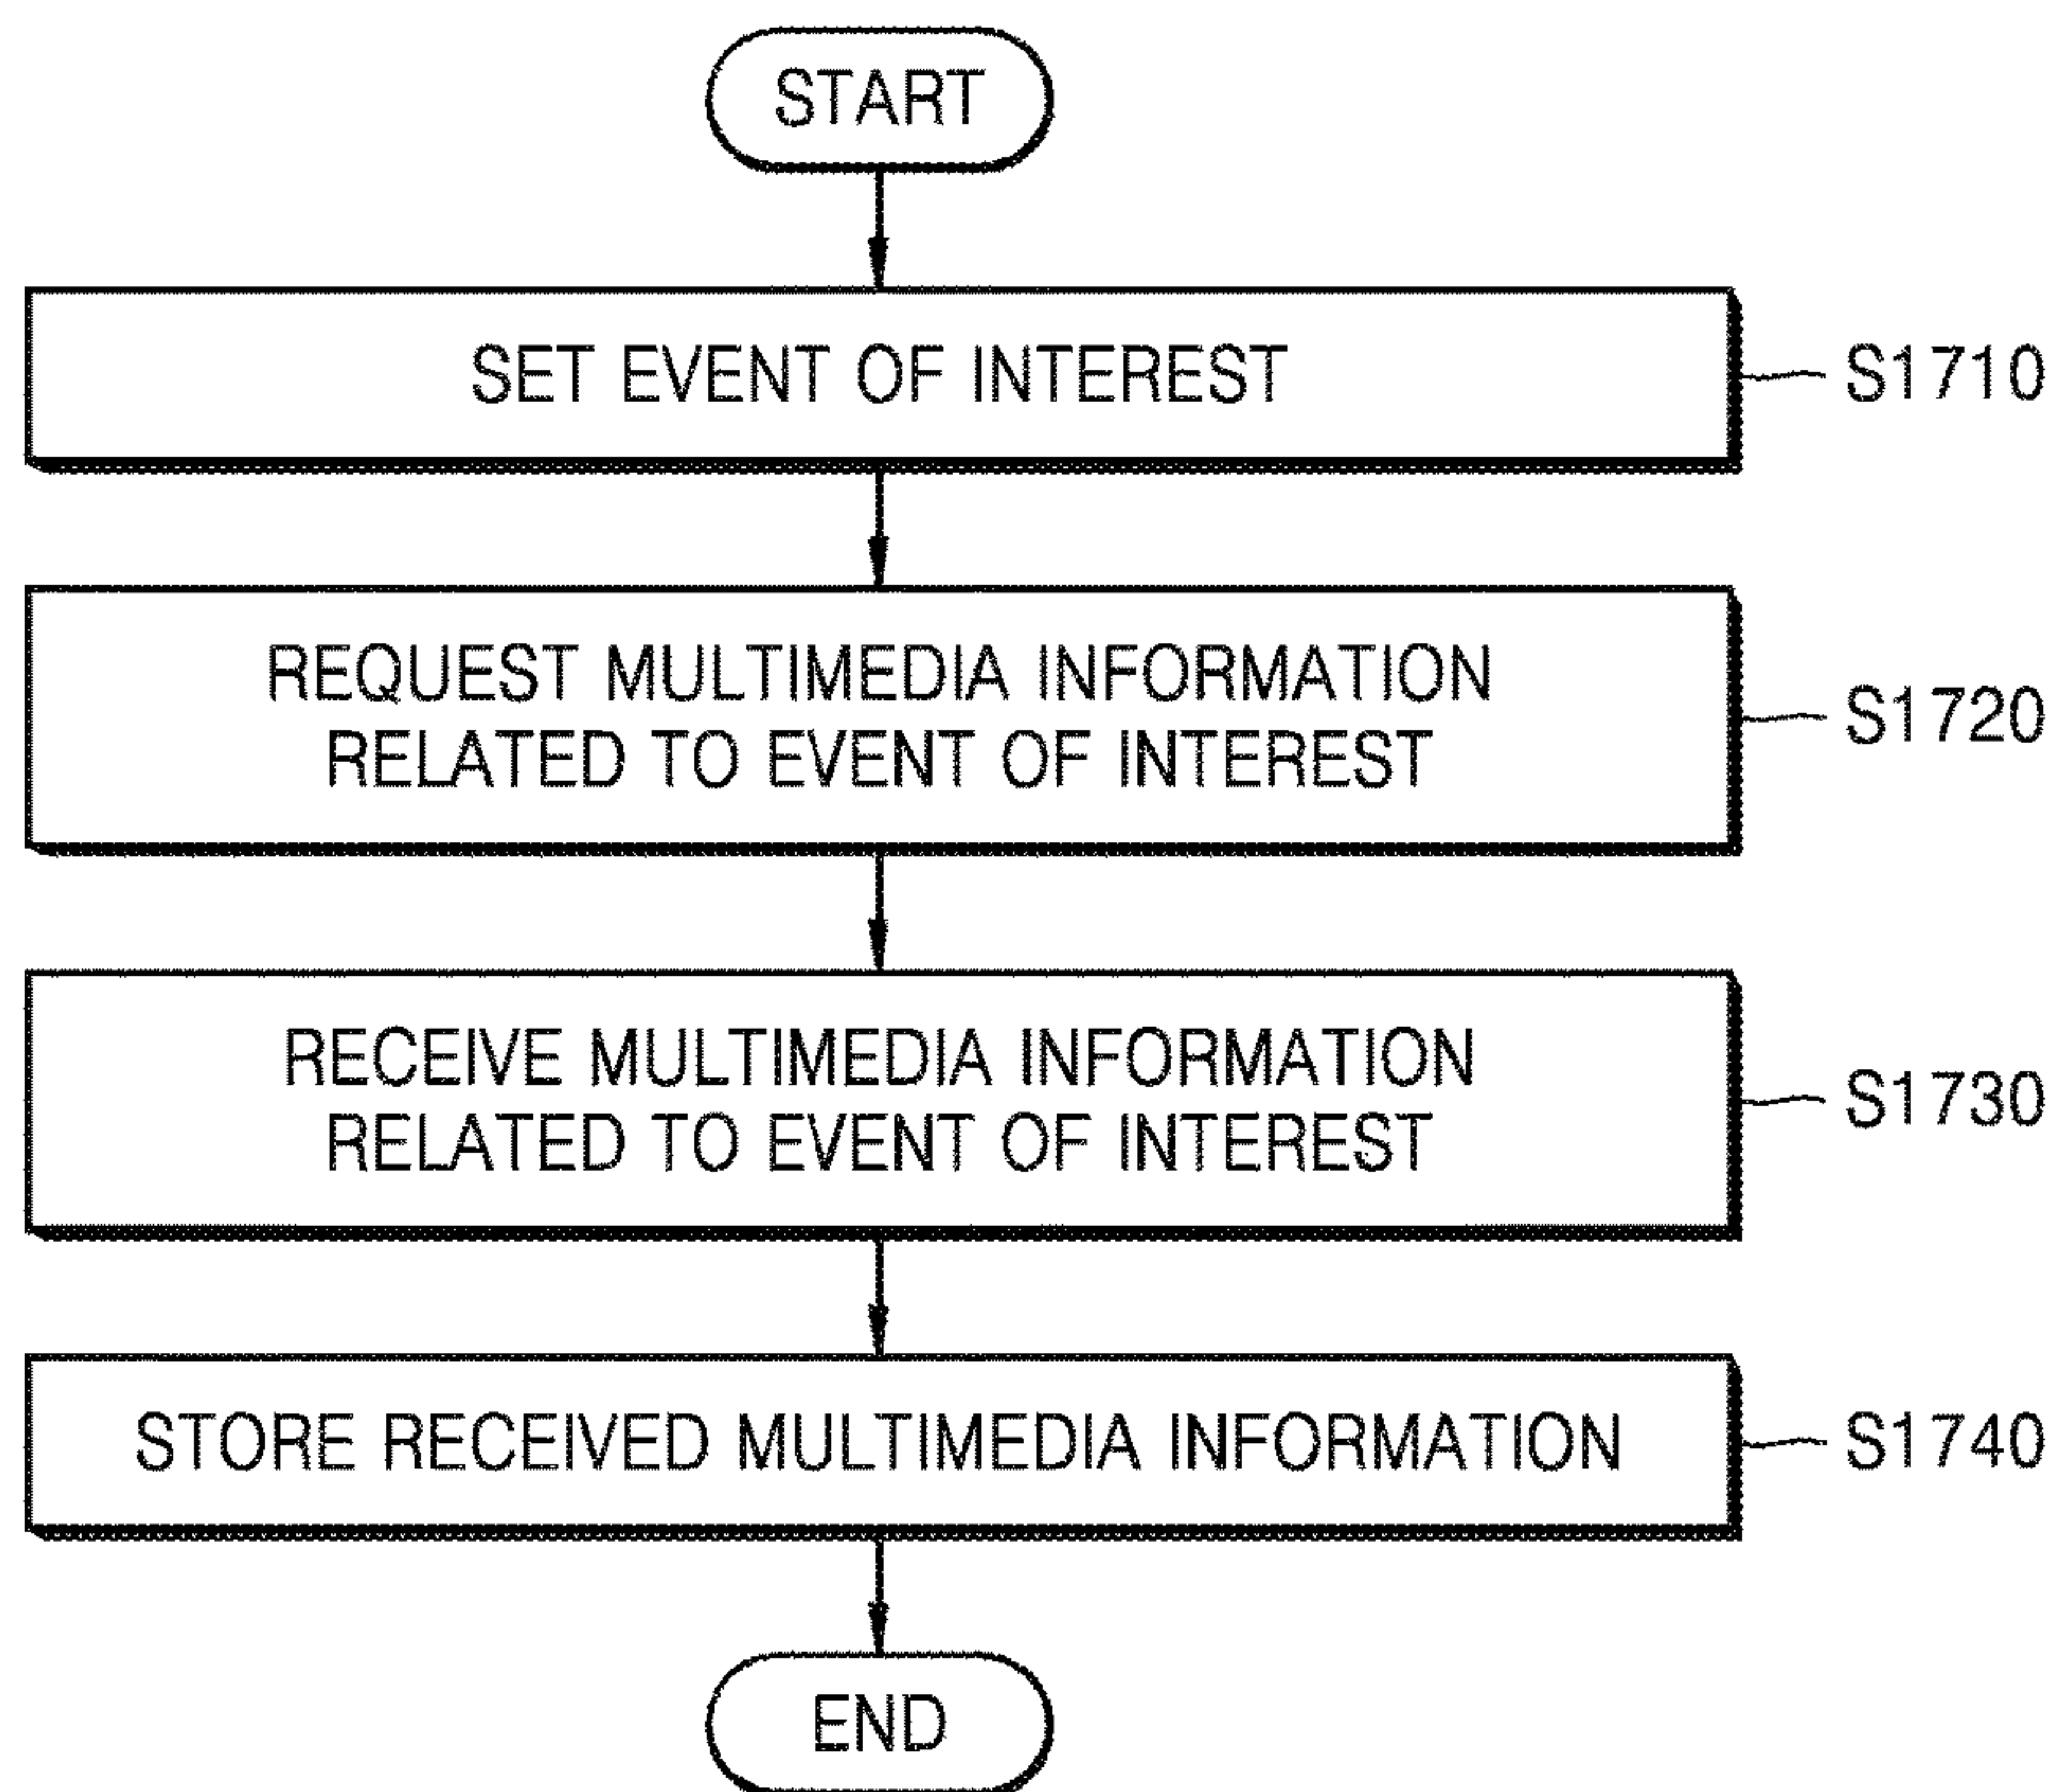 START
SET EVENT OF INTEREST
S1710
REQUEST MULTIMEDIA INFORMATION
RELATED TO EVENT OF INTEREST
S1720
RECEIVE MULTIMEDIA INFORMATION
RELATED TO EVENT OF INTEREST
S1730
STORE RECEIVED MULTIMEDIA INFORMATION
S1740
END